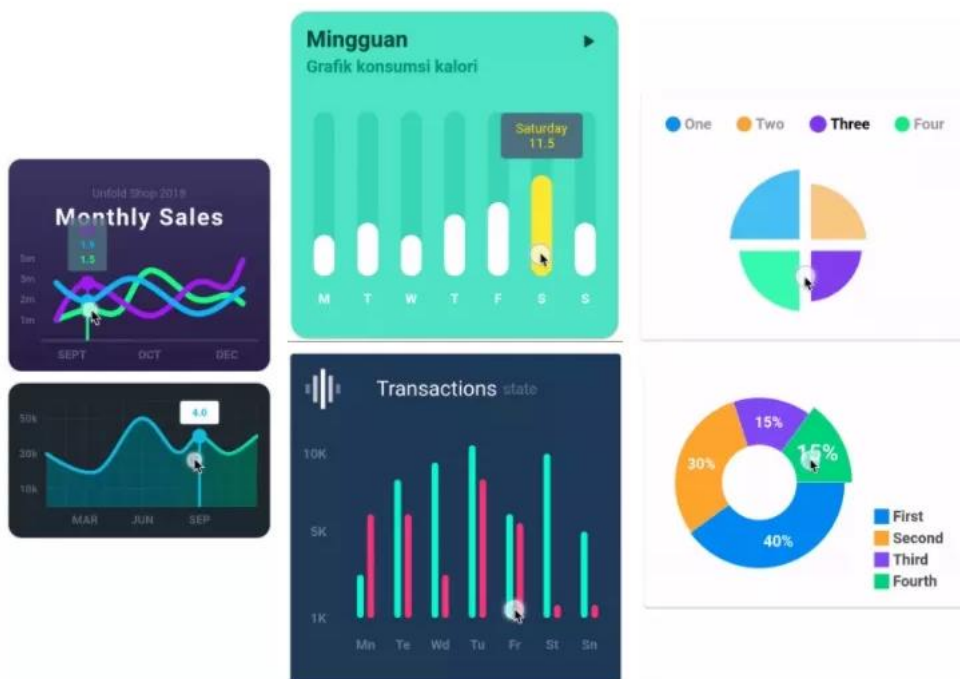 Unfold Shop 2018
Monthly Sales
1.9
1.5
5m
3m
2m
1m
SEPT OCT DEC
4.0
50k
30k
10k
MAR JUN SEP
Mingguan
Grafik konsumsi kalori
Saturday
11.5
M T W T F S S
Transactions state
10K
5K
1K
Mn Te Wd Tu Fr St Sn
One Two Three Four
15%
15%
30%
40%
First
Second
Third
Fourth